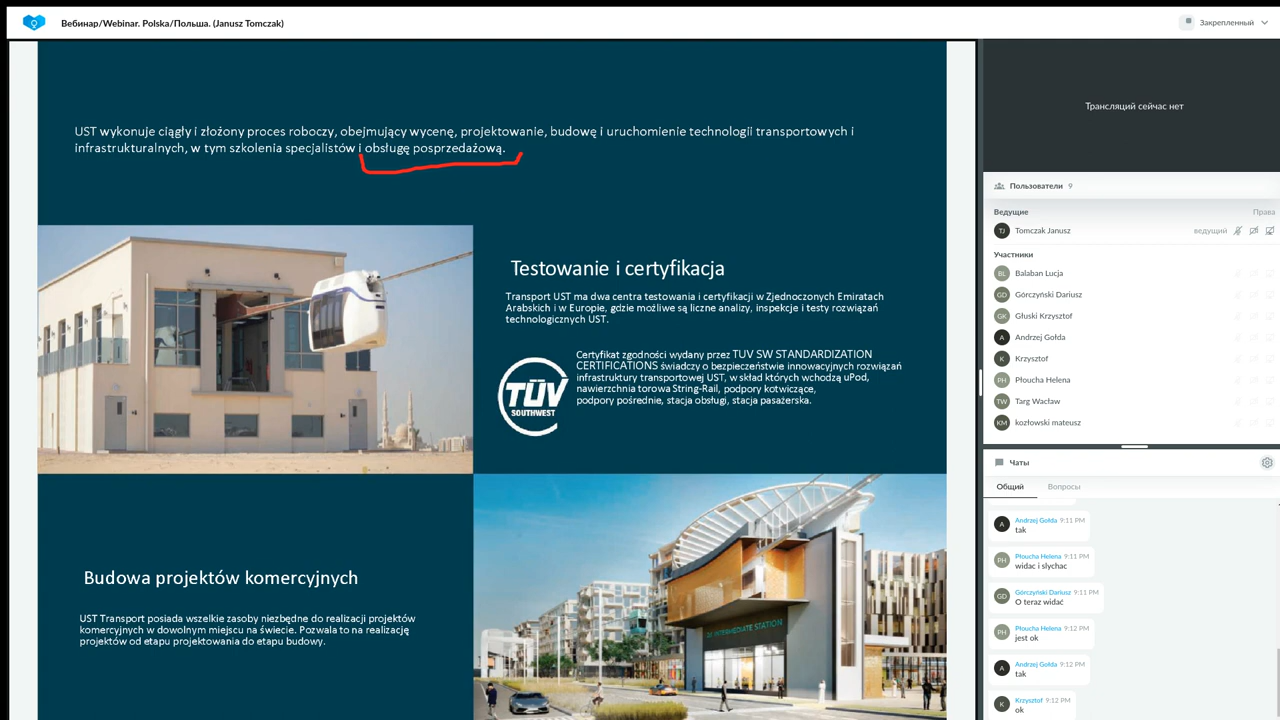 Вебинар/Webinar. Polska/Польша. (Janusz Tomczak)
Закрепленный
UST wykonuje ciągły i złożony proces roboczy, obejmujący wycenę, projektowanie, budowę i uruchomienie technologii transportowych i
infrastrukturalnych, w tym szkolenia specjalistów i obsługę posprzedażową.
Testowanie i certyfikacja
Transport UST ma dwa centra testowania i certyfikacji w Zjednoczonych Emiratach
Arabskich i w Europie, gdzie możliwe są liczne analizy, inspekcje i testy rozwiązań
technologicznych UST.
TÜV
SOUTHWEST
Certyfikat zgodności wydany przez TUV SW STANDARDIZATION
CERTIFICATIONS świadczy o bezpieczeństwie innowacyjnych rozwiązań
infrastruktury transportowej UST, w skład których wchodzą uPod,
nawierzchnia torowa String-Rail, podpory kotwiczące,
podpory pośrednie, stacja obsługi, stacja pasażerska.
Budowa projektów komercyjnych
UST Transport posiada wszelkie zasoby niezbędne do realizacji projektów
komercyjnych w dowolnym miejscu na świecie. Pozwala to na realizację
projektów od etapu projektowania do etapu budowy.
INTERMEDIATE STATION
Трансляций сейчас нет
Пользователи 9
Ведущие Права
TJ Tomczak Janusz ведущий
Участники
BL Balaban Lucja
GD Górczyński Dariusz
GK Głuski Krzysztof
A Andrzej Gołda
K Krzysztof
PH Płoucha Helena
TW Targ Wacław
KM kozłowski mateusz
Чаты
Общий Вопросы
A Andrzej Gołda 9:11 PM
tak
PH Płoucha Helena 9:11 PM
widac i slychac
GD Górczyński Dariusz 9:11 PM
O teraz widać
PH Płoucha Helena 9:12 PM
jest ok
A Andrzej Gołda 9:12 PM
tak
K Krzysztof 9:12 PM
ok